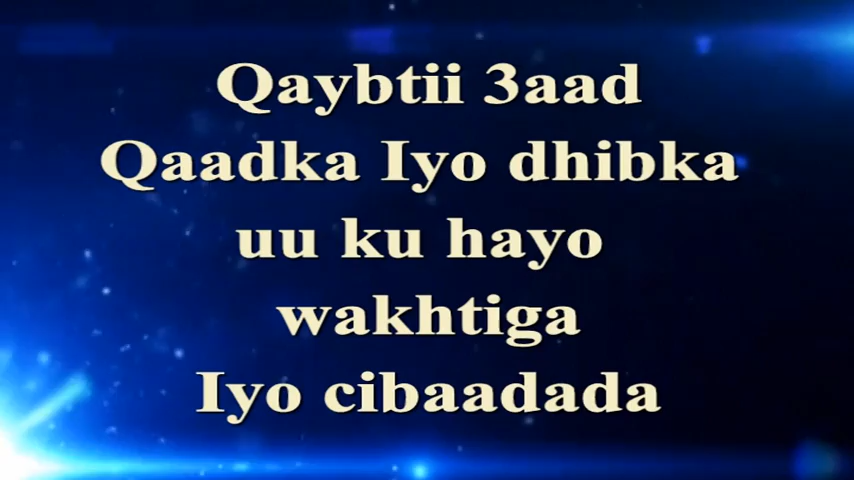 Qaybtii 3aad
Qaadka Iyo dhibka
uu ku hayo
wakhtiga
Iyo cibaadada